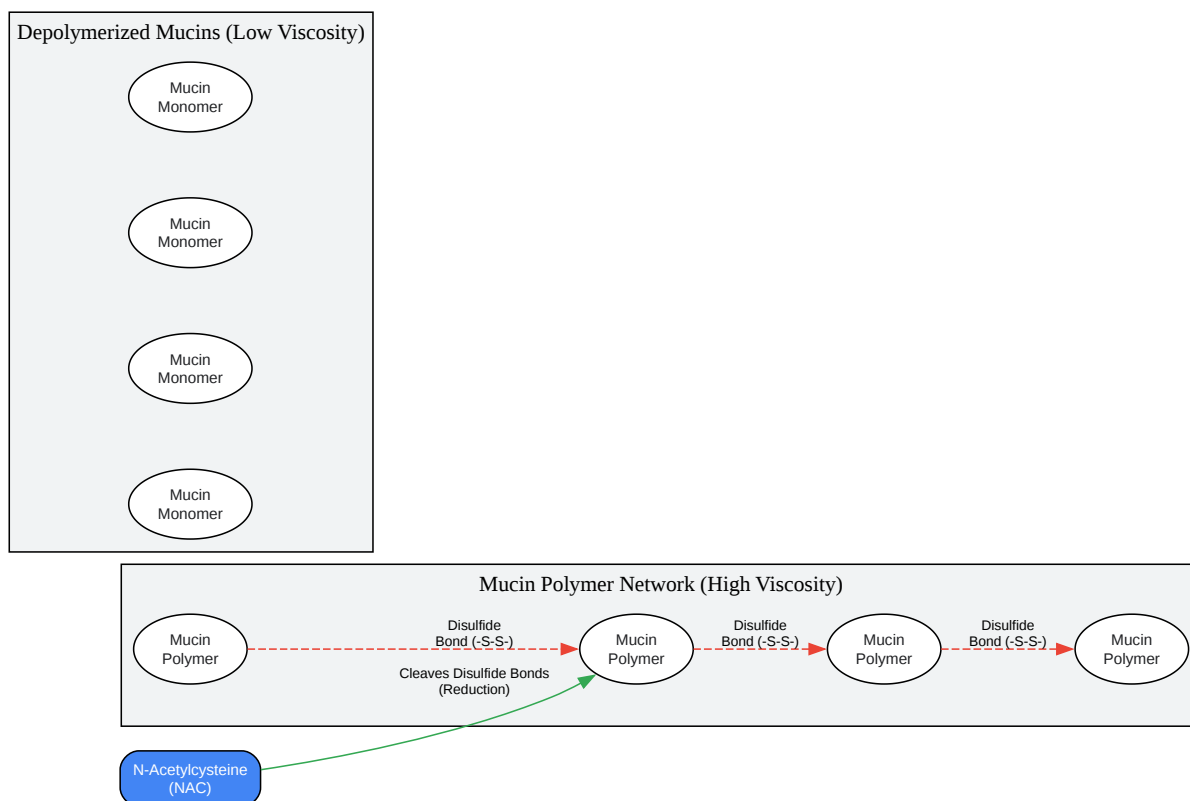 Depolymerized Mucins (Low Viscosity)
Mucin
Monomer
Mucin
Monomer
Mucin
Monomer
Mucin
Monomer
Mucin Polymer Network (High Viscosity)
Mucin
Polymer
Disulfide
Bond (-S-S-)
Mucin
Polymer
Disulfide
Bond (-S-S-)
Mucin
Polymer
Disulfide
Bond (-S-S-)
Mucin
Polymer
Cleaves Disulfide Bonds
(Reduction)
N-Acetylcysteine
(NAC)